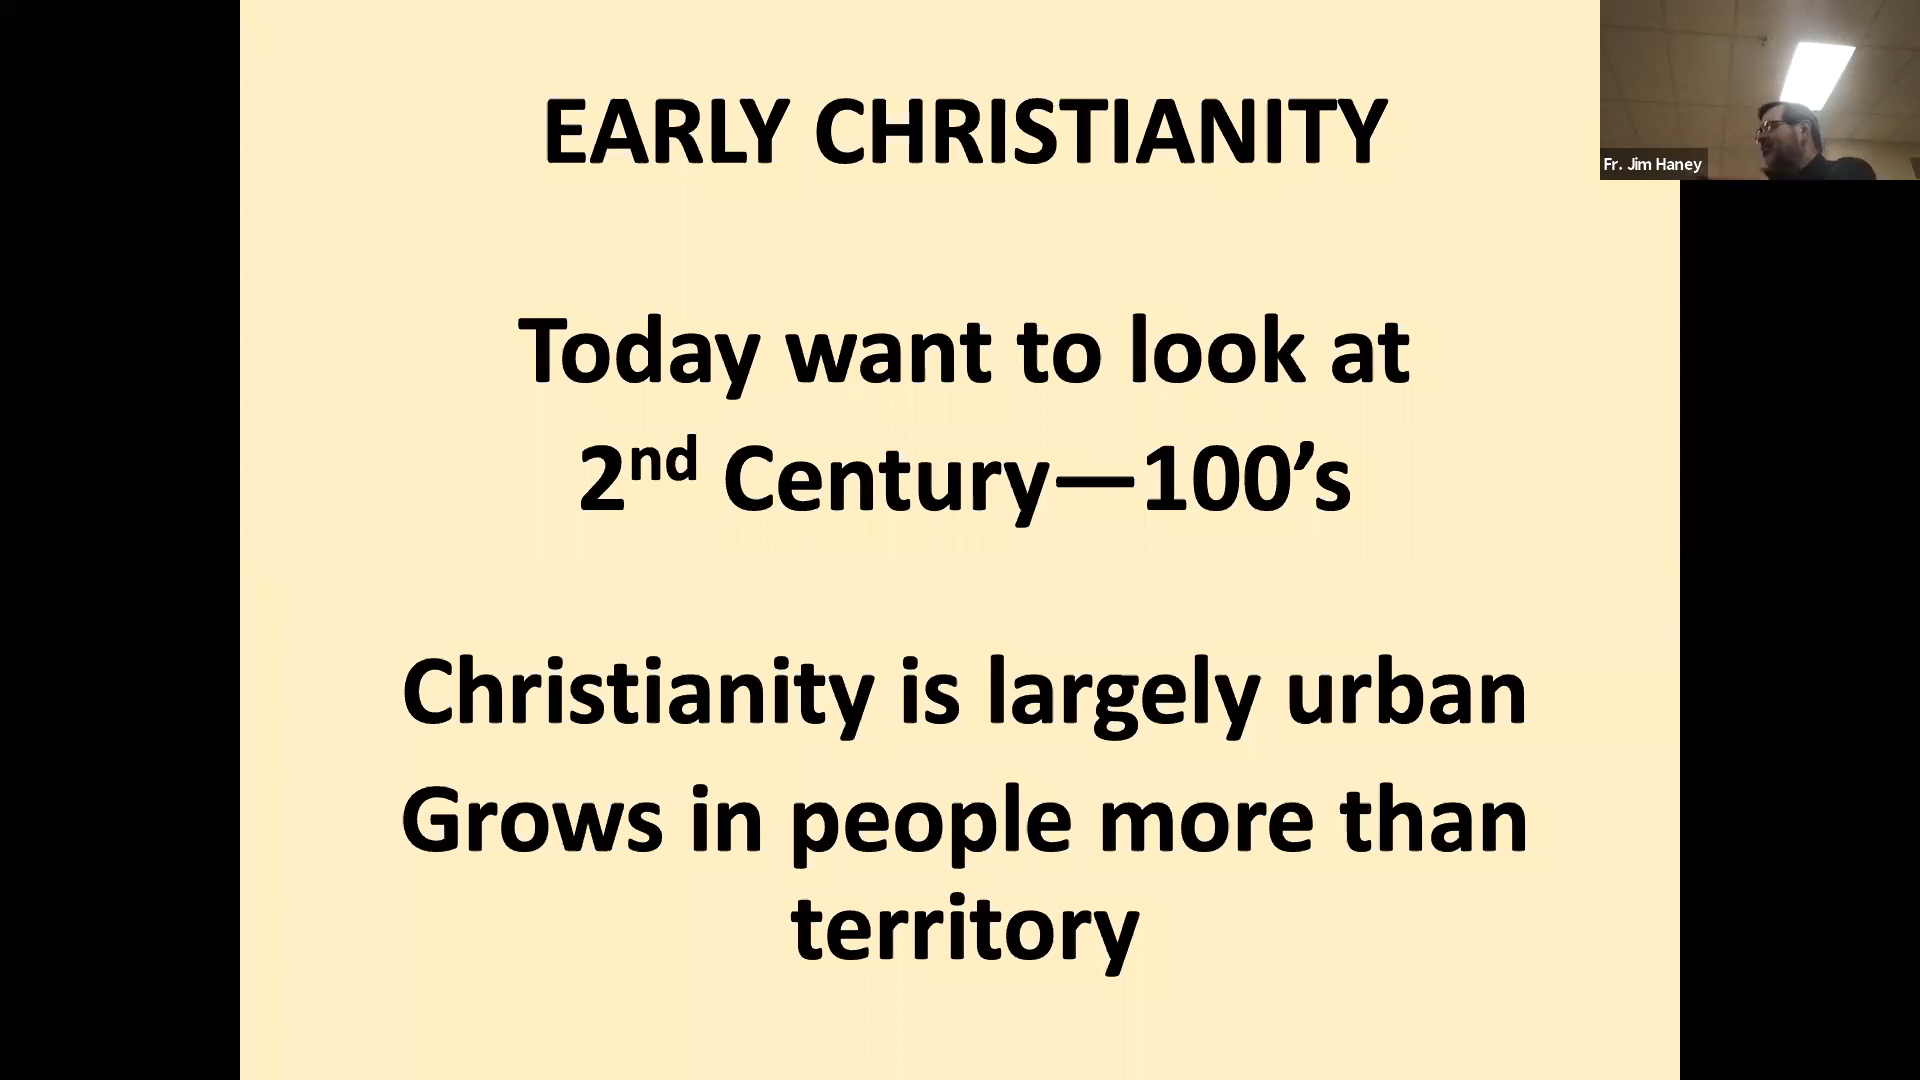 EARLY CHRISTIANITY
Fr. Jim Haney
Today want to look at
2nd Century—100’s
Christianity is largely urban
Grows in people more than
territory